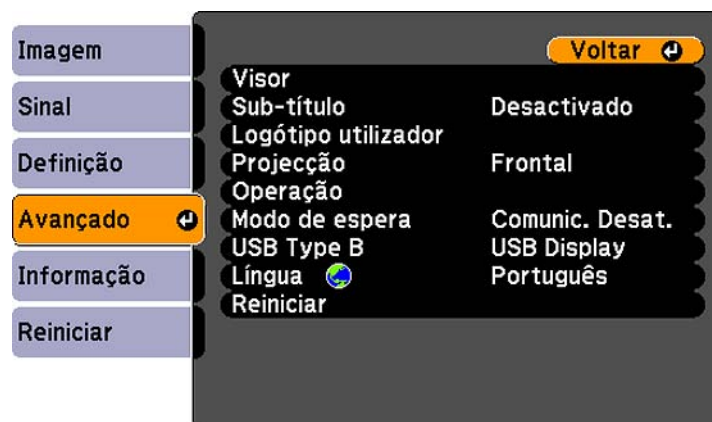 Imagem
Sinal
Definição
Avançado
Informação
Reiniciar
Voltar
Visor
Sub-título Desactivado
Logótipo utilizador
Projecção Frontal
Operação
Modo de espera Comunic. Desat.
USB Type B USB Display
Língua Português
Reiniciar